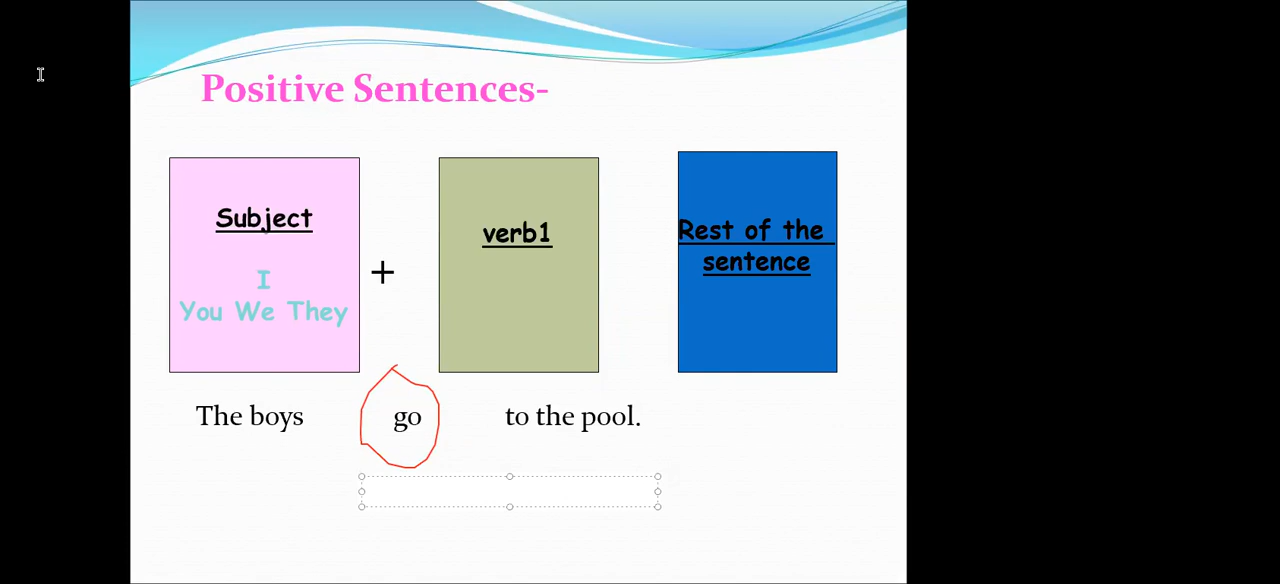 Positive Sentences-
Subject
I
You We They
+
verb1
Rest of the
sentence
The boys go to the pool.